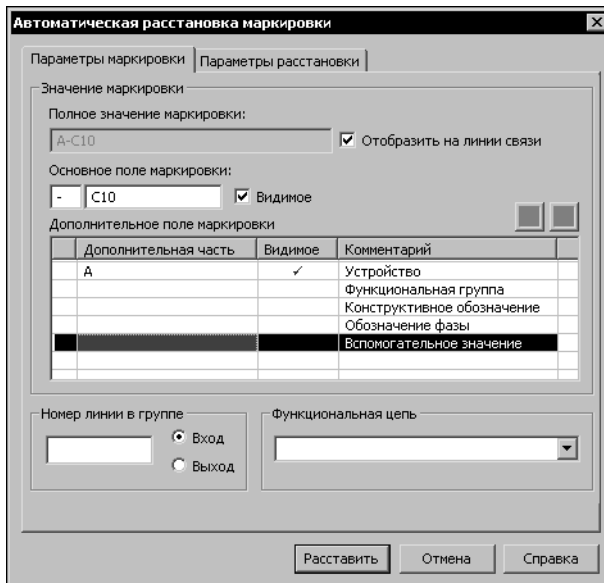 Автоматическая расстановка маркировки
Параметры маркировки Параметры расстановки
Значение маркировки
Полное значение маркировки:
A-C10 Отобразить на линии связи
Основное поле маркировки:
- C10 Видимое
Дополнительное поле маркировки
Дополнительная часть Видимое Комментарий
A ✓ Устройство
Функциональная группа
Конструктивное обозначение
Обозначение фазы
Вспомогательное значение
Номер линии в группе Функциональная цепь
Вход
Выход
Расставить Отмена Справка